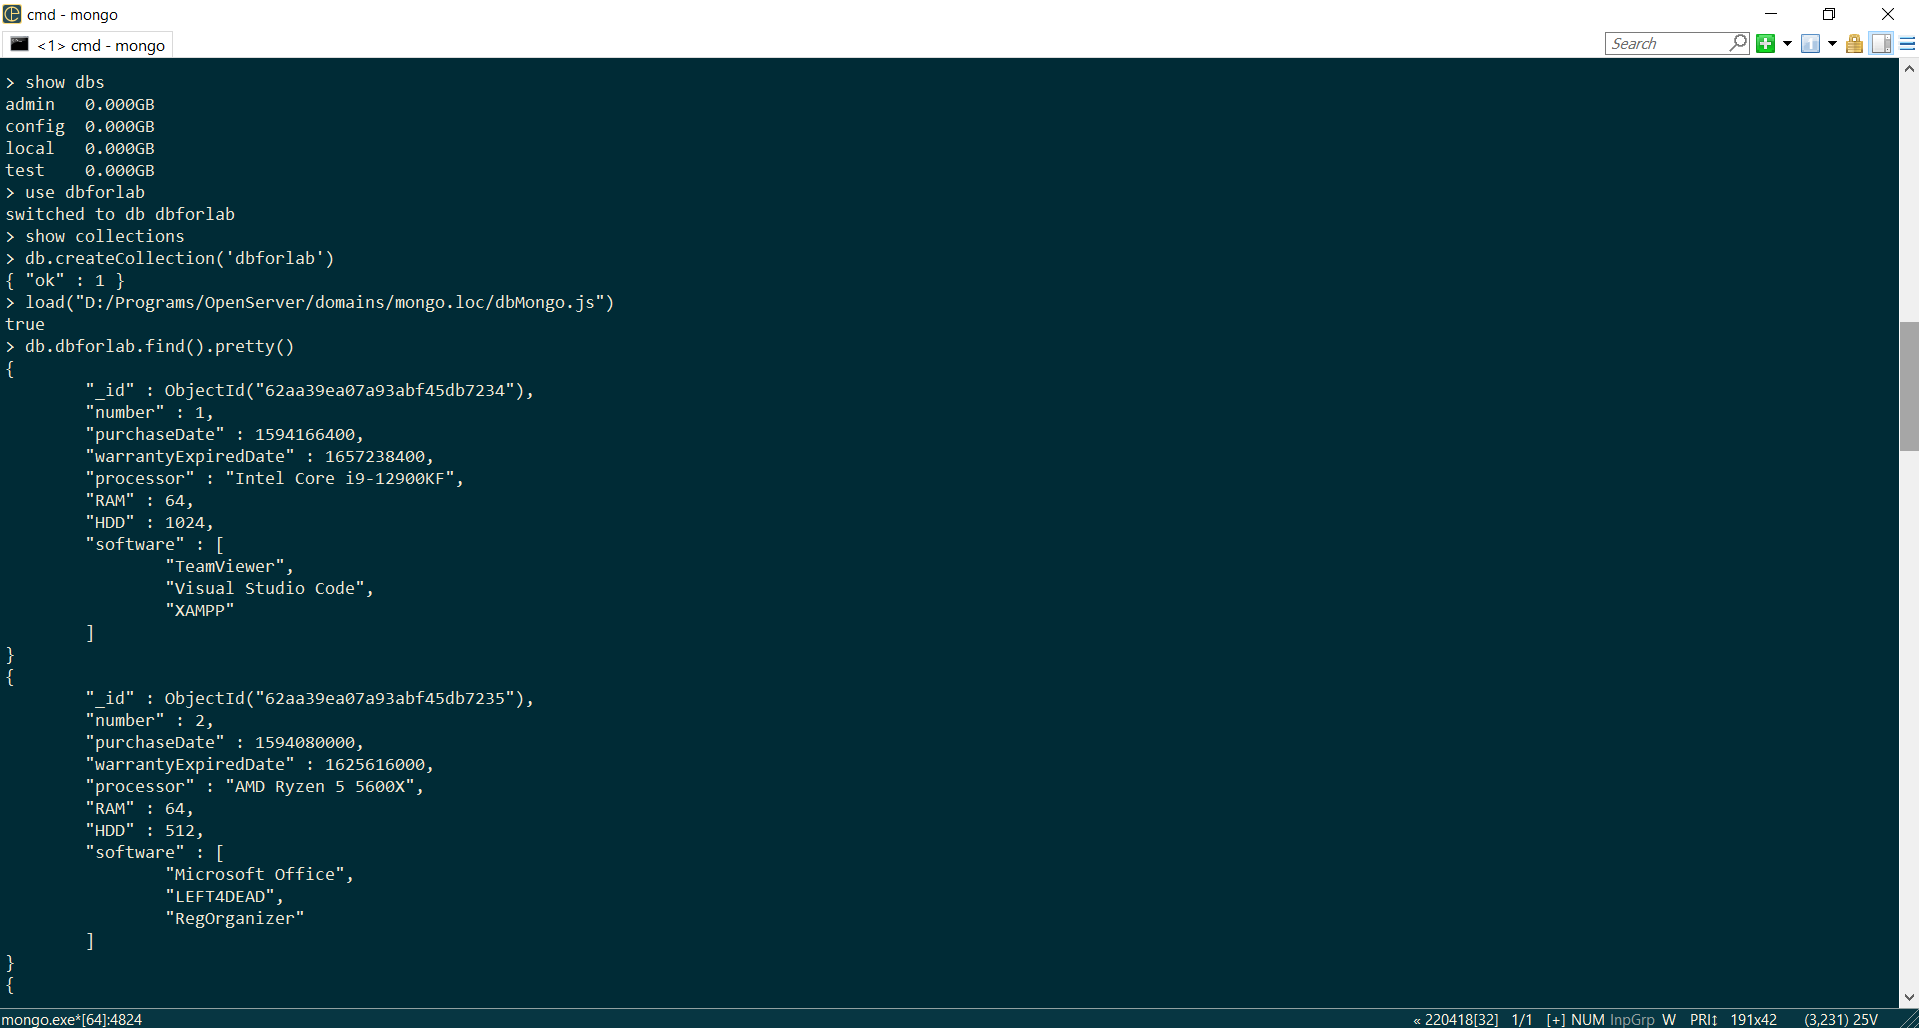 cmd - mongo
<1> cmd - mongo
Search
> show dbs
admin   0.000GB
config  0.000GB
local   0.000GB
test    0.000GB
> use dbforlab
switched to db dbforlab
> show collections
> db.createCollection('dbforlab')
{ "ok" : 1 }
> load("D:/Programs/OpenServer/domains/mongo.loc/dbMongo.js")
true
> db.dbforlab.find().pretty()
{
        "_id" : ObjectId("62aa39ea07a93abf45db7234"),
        "number" : 1,
        "purchaseDate" : 1594166400,
        "warrantyExpiredDate" : 1657238400,
        "processor" : "Intel Core i9-12900KF",
        "RAM" : 64,
        "HDD" : 1024,
        "software" : [
                "TeamViewer",
                "Visual Studio Code",
                "XAMPP"
        ]
}
{
        "_id" : ObjectId("62aa39ea07a93abf45db7235"),
        "number" : 2,
        "purchaseDate" : 1594080000,
        "warrantyExpiredDate" : 1625616000,
        "processor" : "AMD Ryzen 5 5600X",
        "RAM" : 64,
        "HDD" : 512,
        "software" : [
                "Microsoft Office",
                "LEFT4DEAD",
                "RegOrganizer"
        ]
}
{
mongo.exe*[64]:4824 « 220418[32] 1/1 [+] NUM InpGrp W PRI↕ 191x42 (3,231) 25V